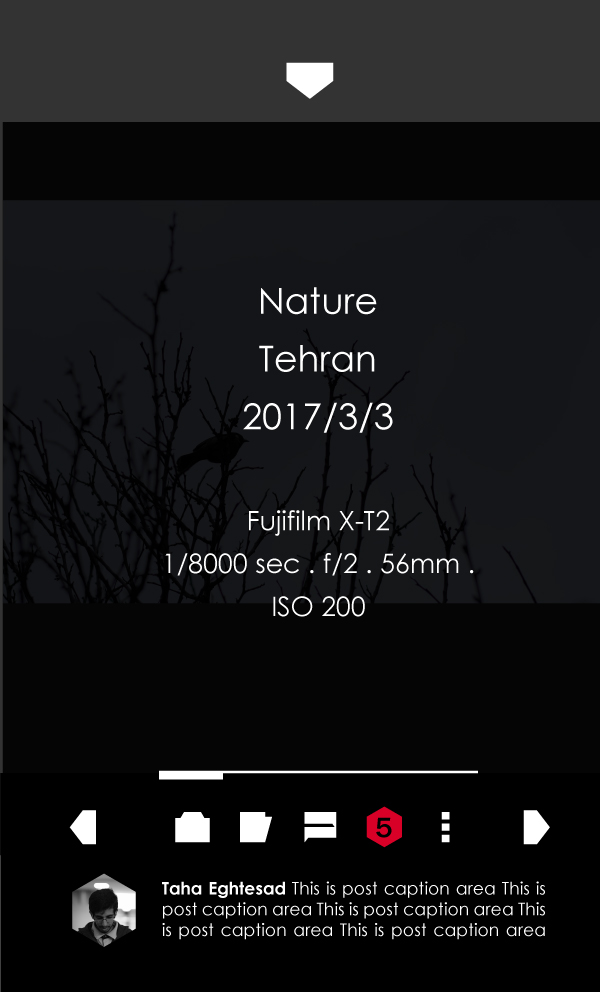 Nature
Tehran
2017/3/3
Fujifilm X-T2
1/8000 sec . f/2 . 56mm .
ISO 200
5
Taha Eghtesad This is post caption area This is
post caption area This is post caption area This
is post caption area This is post caption area